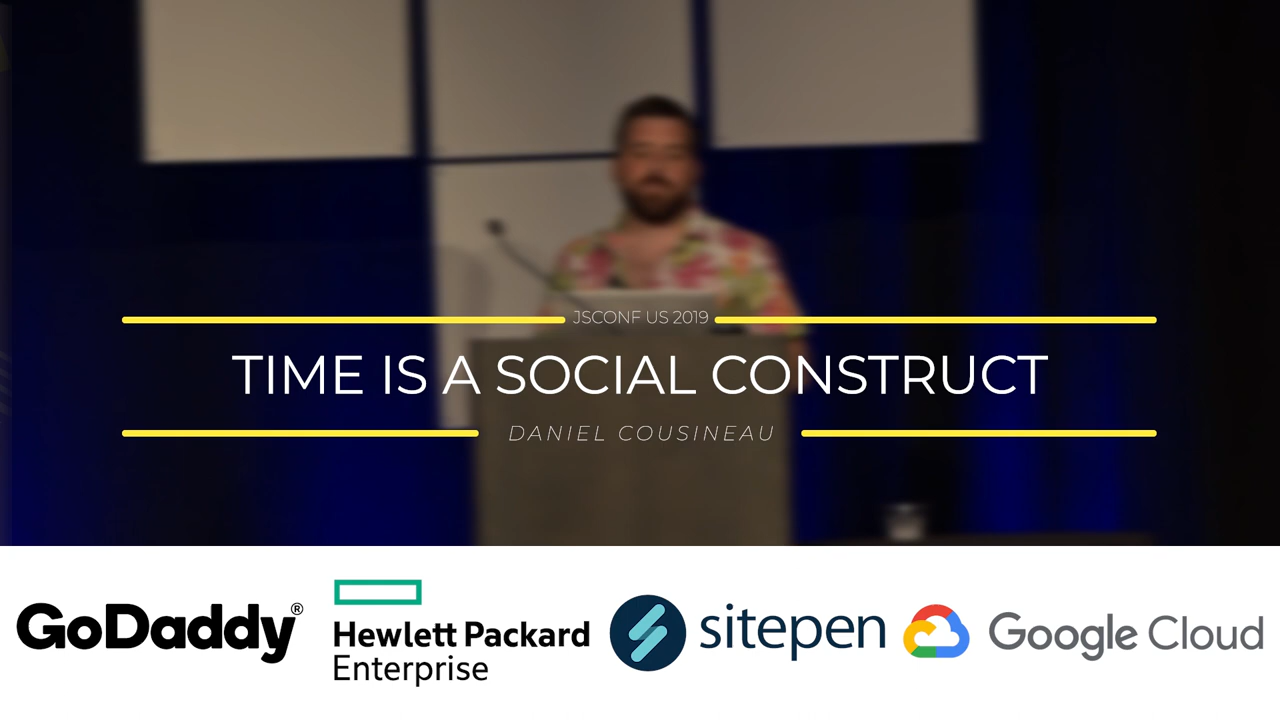 JSCONF US 2019
TIME IS A SOCIAL CONSTRUCT
DANIEL COUSINEAU
GoDaddy®
Hewlett Packard
Enterprise
sitepen
Google Cloud